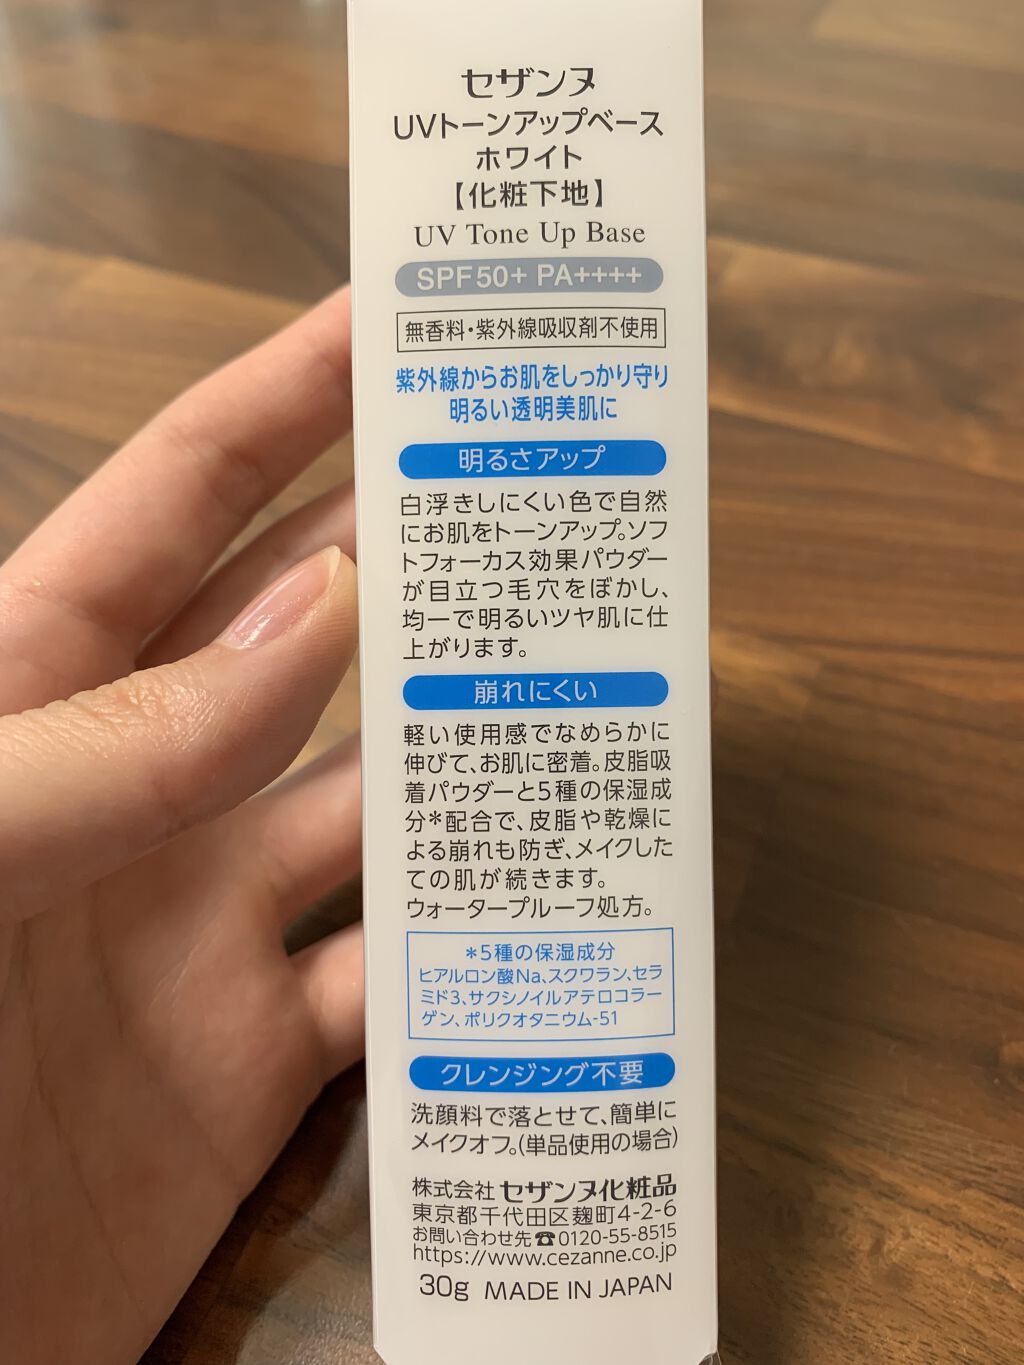 セザンヌ
UVトーンアップベース
ホワイト
【化粧下地】
UV Tone Up Base
SPF50+ PA++++
無香料・紫外線吸収剤不使用
紫外線からお肌をしっかり守り
明るい透明美肌に
明るさアップ
白浮きしにくい色で自然
にお肌をトーンアップ。ソフ
トフォーカス効果パウダー
が目立つ毛穴をぼかし、
均一で明るいツヤ肌に仕
上がります。
崩れにくい
軽い使用感でなめらかに
伸びて、お肌に密着。皮脂吸
着パウダーと5種の保湿成
分*配合で、皮脂や乾燥に
よる崩れも防ぎ、メイクした
ての肌が続きます。
ウォータープルーフ処方。
*5種の保湿成分
ヒアルロン酸Na、スクワラン、セラ
ミド3、サクシノイルアテロコラー
ゲン、ポリクオタニウム-51
クレンジング不要
洗顔料で落とせて、簡単に
メイクオフ。(単品使用の場合)
株式会社セザンヌ化粧品
東京都千代田区麹町4-2-6
お問い合わせ先☎0120-55-8515
https://www.cezanne.co.jp
30g MADE IN JAPAN